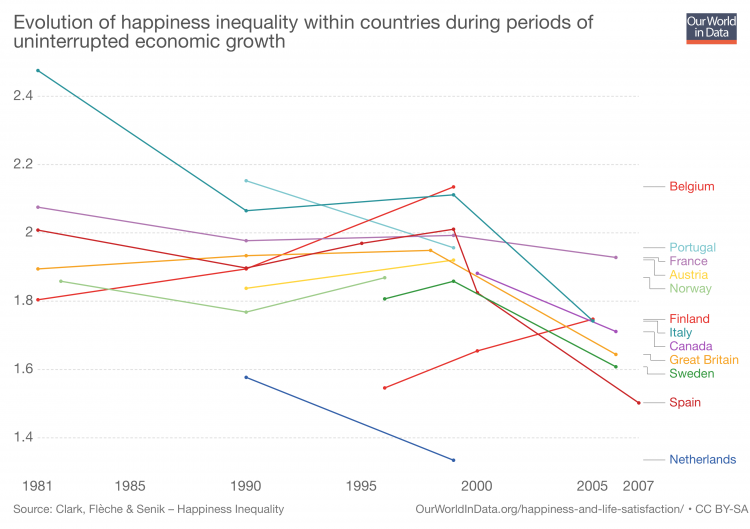 Evolution of happiness inequality within countries during periods of
uninterrupted economic growth
Our World
in Data
2.4
2.2
2
1.8
1.6
1.4
Belgium
Portugal
France
Austria
Norway
Finland
Italy
Canada
Great Britain
Sweden
Spain
Netherlands
1981 1985 1990 1995 2000 2005 2007
Source: Clark, Flèche & Senik – Happiness Inequality
OurWorldInData.org/happiness-and-life-satisfaction/ • CC BY-SA